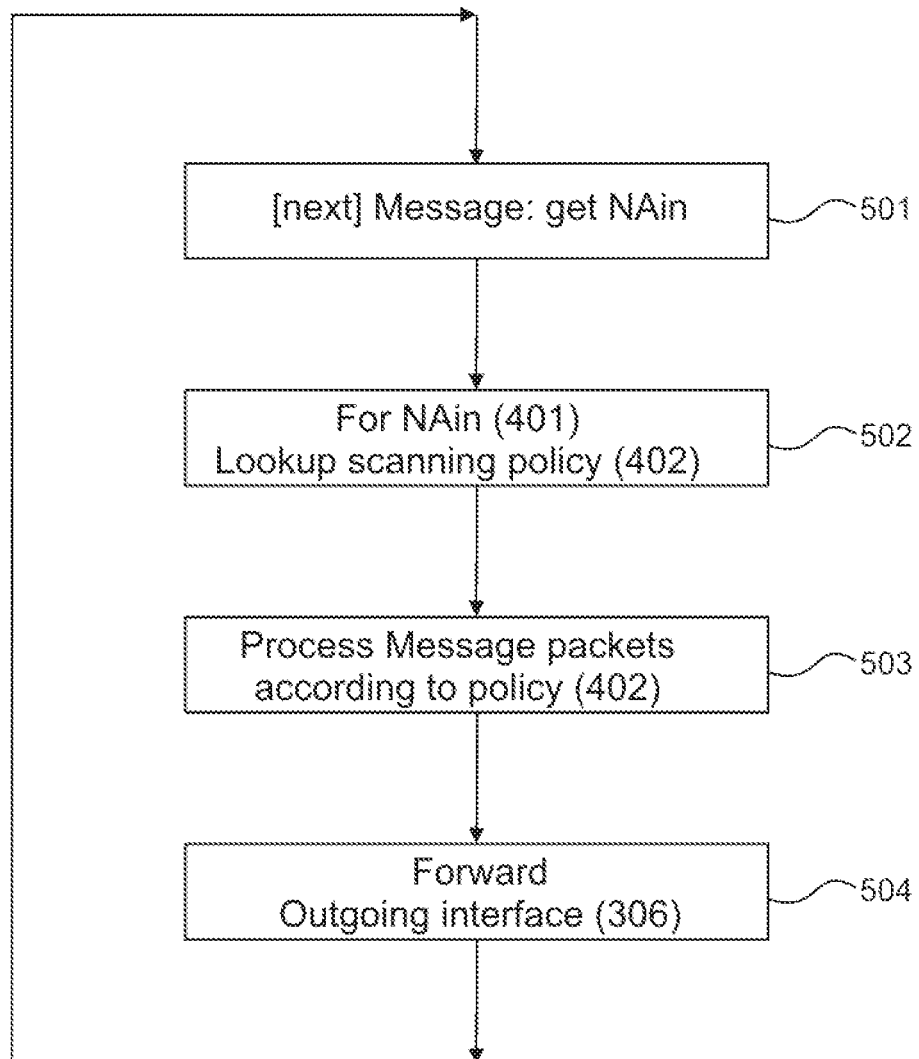 [next] Message: get NAin
501
For NAin (401)
Lookup scanning policy (402)
502
Process Message packets
according to policy (402)
503
Forward
Outgoing interface (306)
504